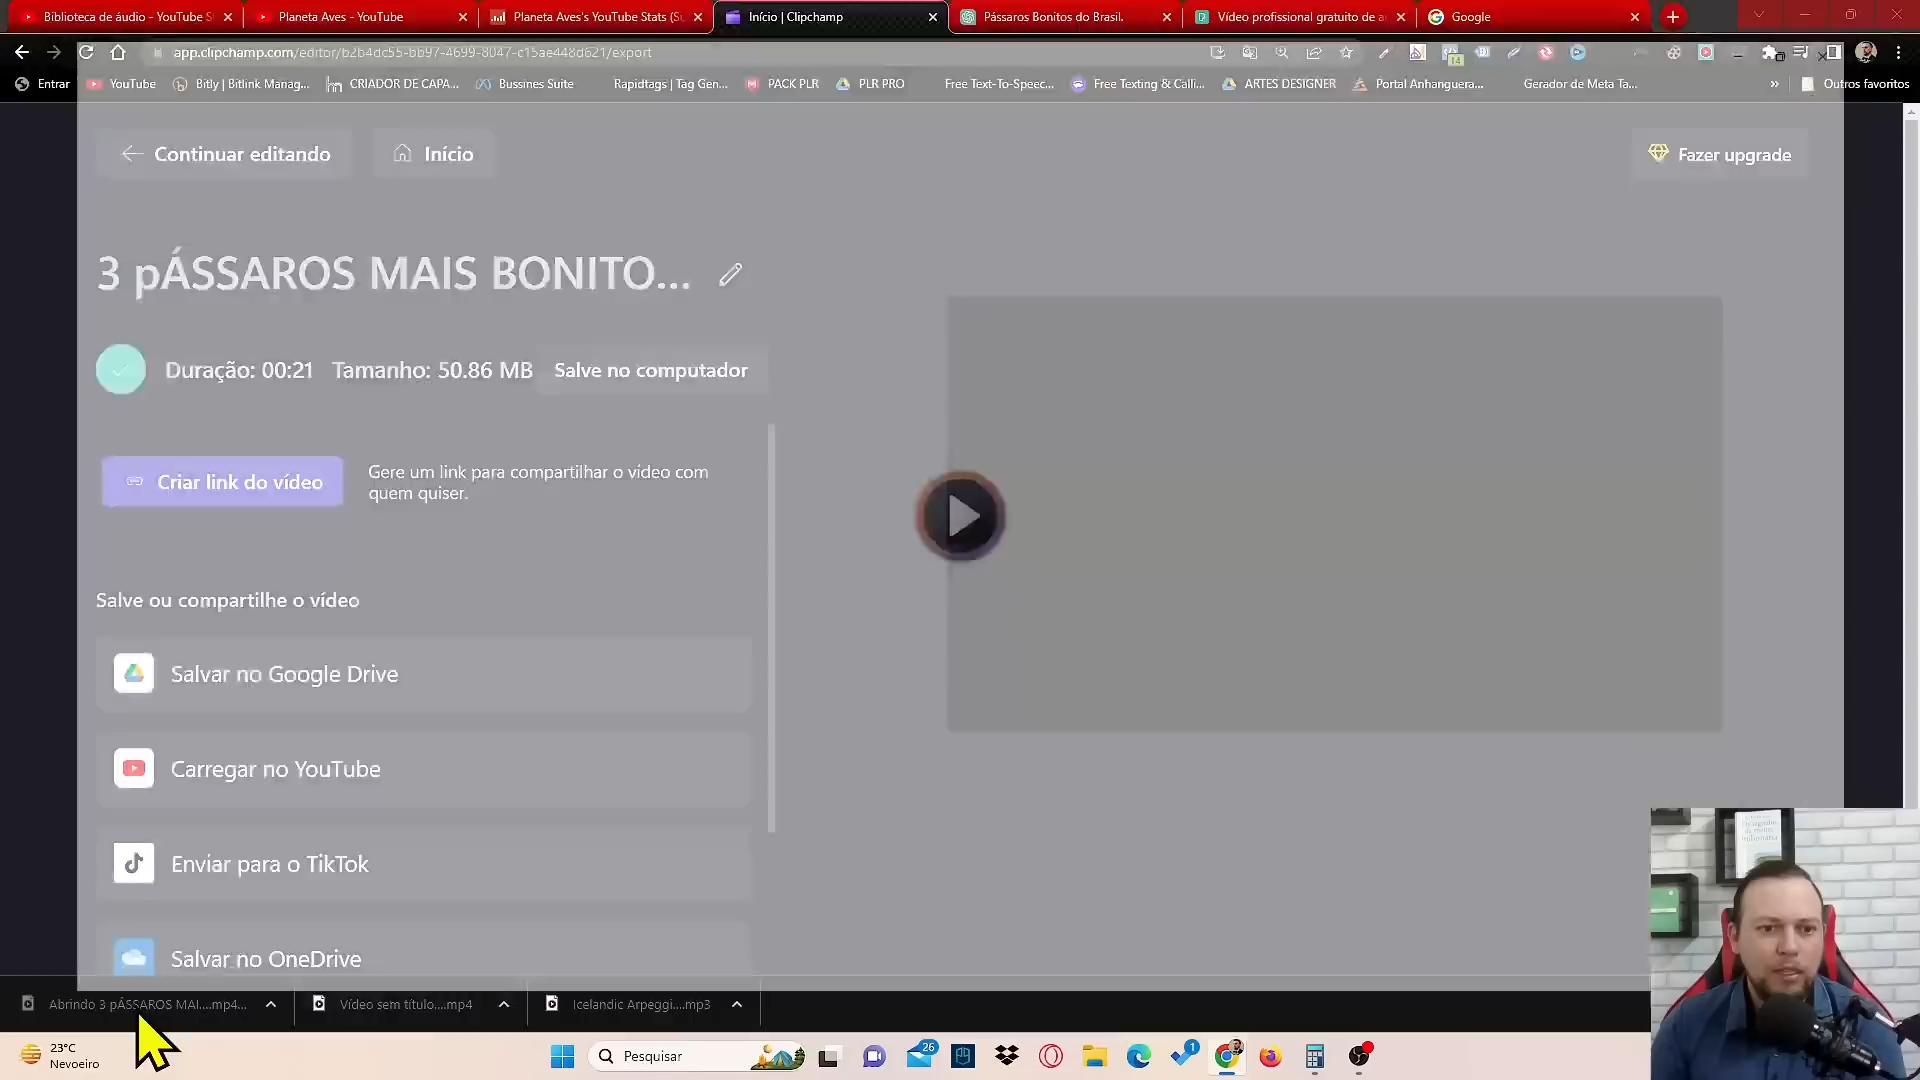 Biblioteca de áudio - YouTube S
Planeta Aves - YouTube
Planeta Aves's YouTube Stats (Su
Início | Clipchamp
Pássaros Bonitos do Brasil.
Vídeo profissional gratuito de a
Google
app.clipchamp.com/editor/b2b4dc55-bb97-4699-8047-c15ae448d621/export
14
Entrar
YouTube
Bitly | Bitlink Manag...
CRIADOR DE CAPA...
Bussines Suite
Rapidtags | Tag Gen...
PACK PLR
PLR PRO
Free Text-To-Speec...
Free Texting & Calli...
ARTES DESIGNER
Portal Anhanguera...
Gerador de Meta Ta...
»
Outros favoritos
Continuar editando
Início
Fazer upgrade
3 pÁSSAROS MAIS BONITO...
Duração: 00:21
Tamanho: 50.86 MB
Salve no computador
Criar link do vídeo
Gere um link para compartilhar o vídeo com
quem quiser.
Salve ou compartilhe o vídeo
Salvar no Google Drive
Carregar no YouTube
Enviar para o TikTok
Salvar no OneDrive
Abrindo 3 pÁSSAROS MAI....mp4...
Vídeo sem título....mp4
Icelandic Arpeggi....mp3
23°C
Nevoeiro
Pesquisar
26
1